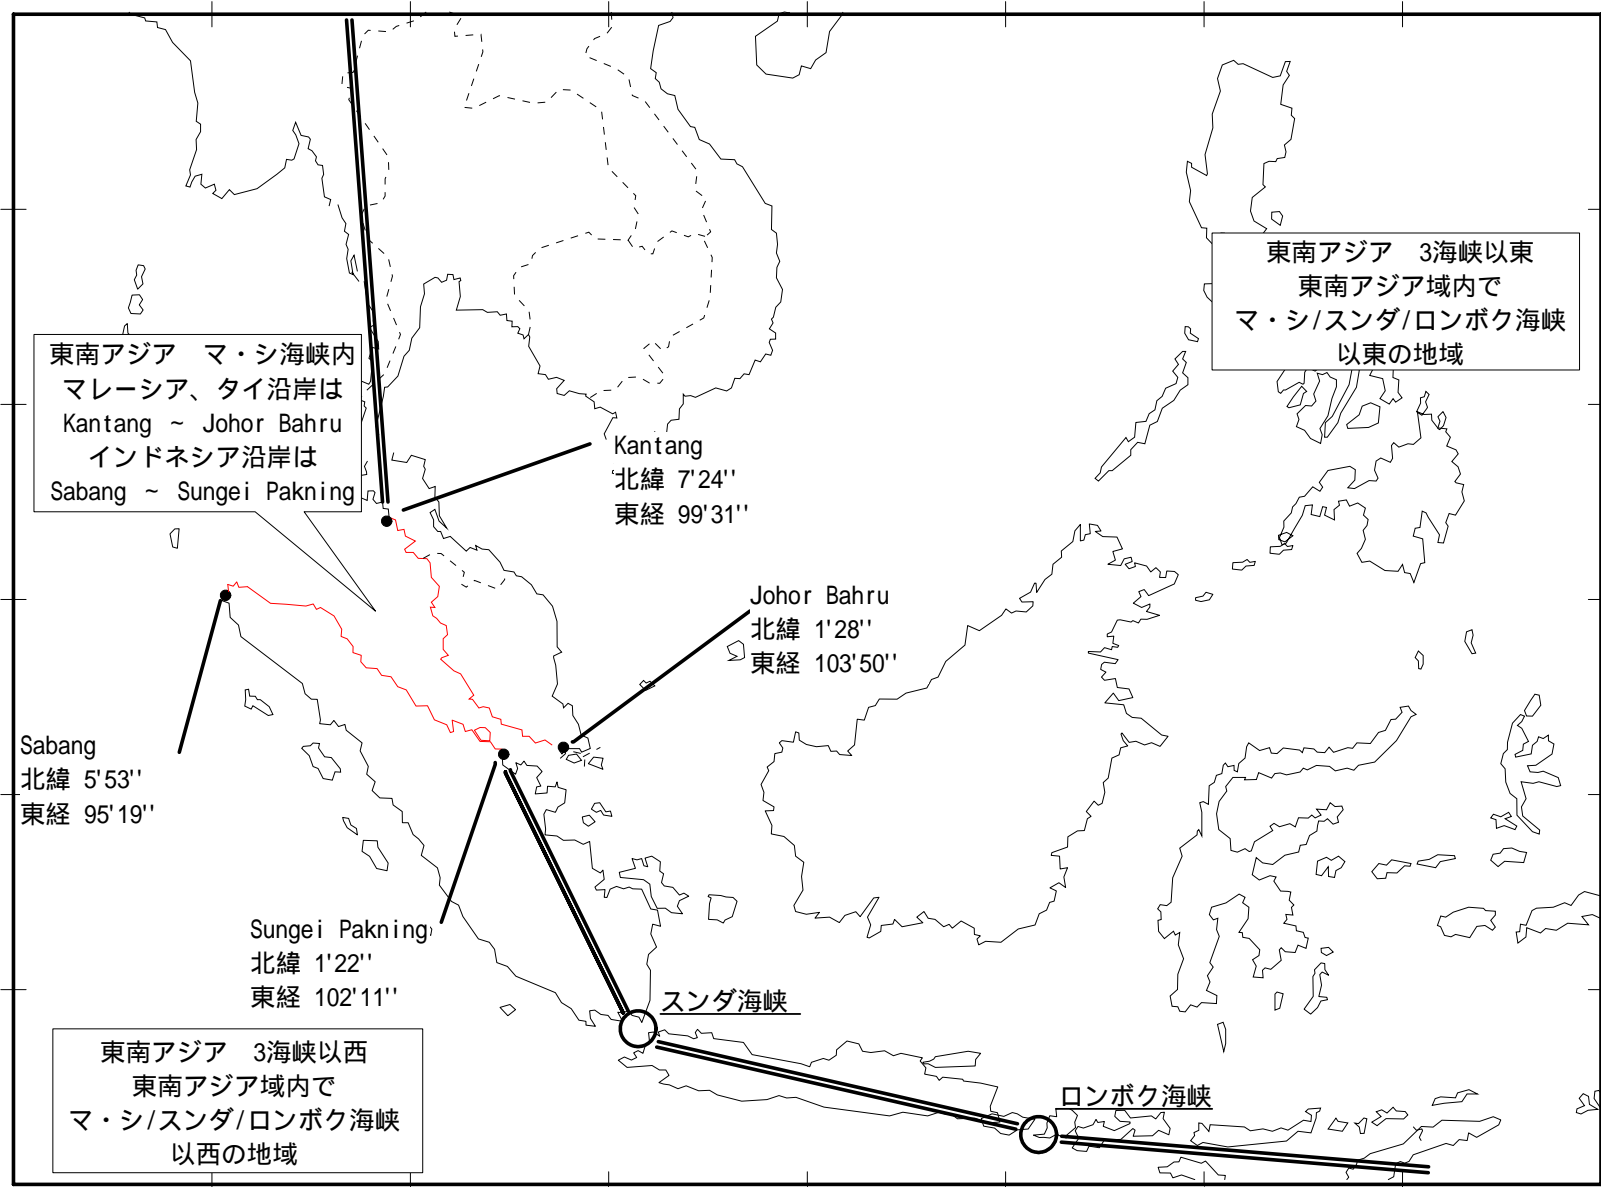 東南アジア　3海峡以東
東南アジア域内で
マ・シ/スンダ/ロンボク海峡
以東の地域
東南アジア　マ・シ海峡内
マレーシア、タイ沿岸は
Kantang ~ Johor Bahru
インドネシア沿岸は
Sabang ~ Sungei Pakning
Kantang
北緯 7'24''
東経 99'31''
Johor Bahru
北緯 1'28''
東経 103'50''
Sabang
北緯 5'53''
東経 95'19''
Sungei Pakning
北緯 1'22''
東経 102'11''
スンダ海峡
ロンボク海峡
東南アジア　3海峡以西
東南アジア域内で
マ・シ/スンダ/ロンボク海峡
以西の地域